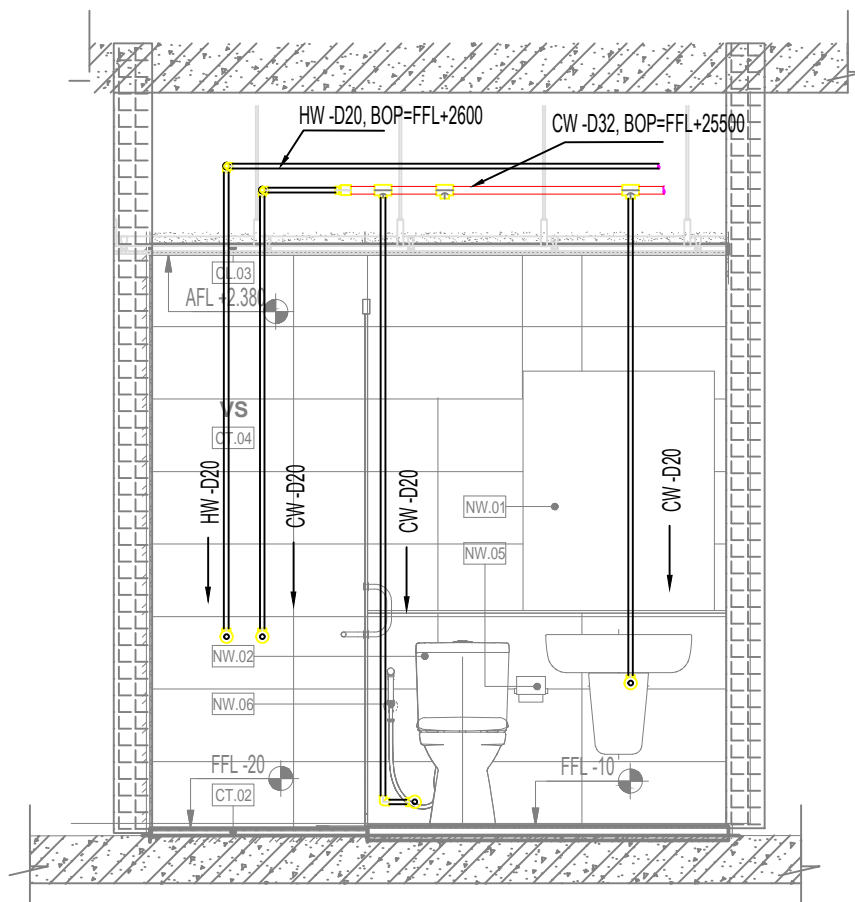 HW -D20, BOP=FFL+2600
CW -D32, BOP=FFL+25500
CL.03
AFL +2.380
VS
CT.04
HW -D20
CW -D20
CW -D20
CW -D20
NW.01
NW.05
NW.02
NW.06
FFL -20
FFL -10
CT.02